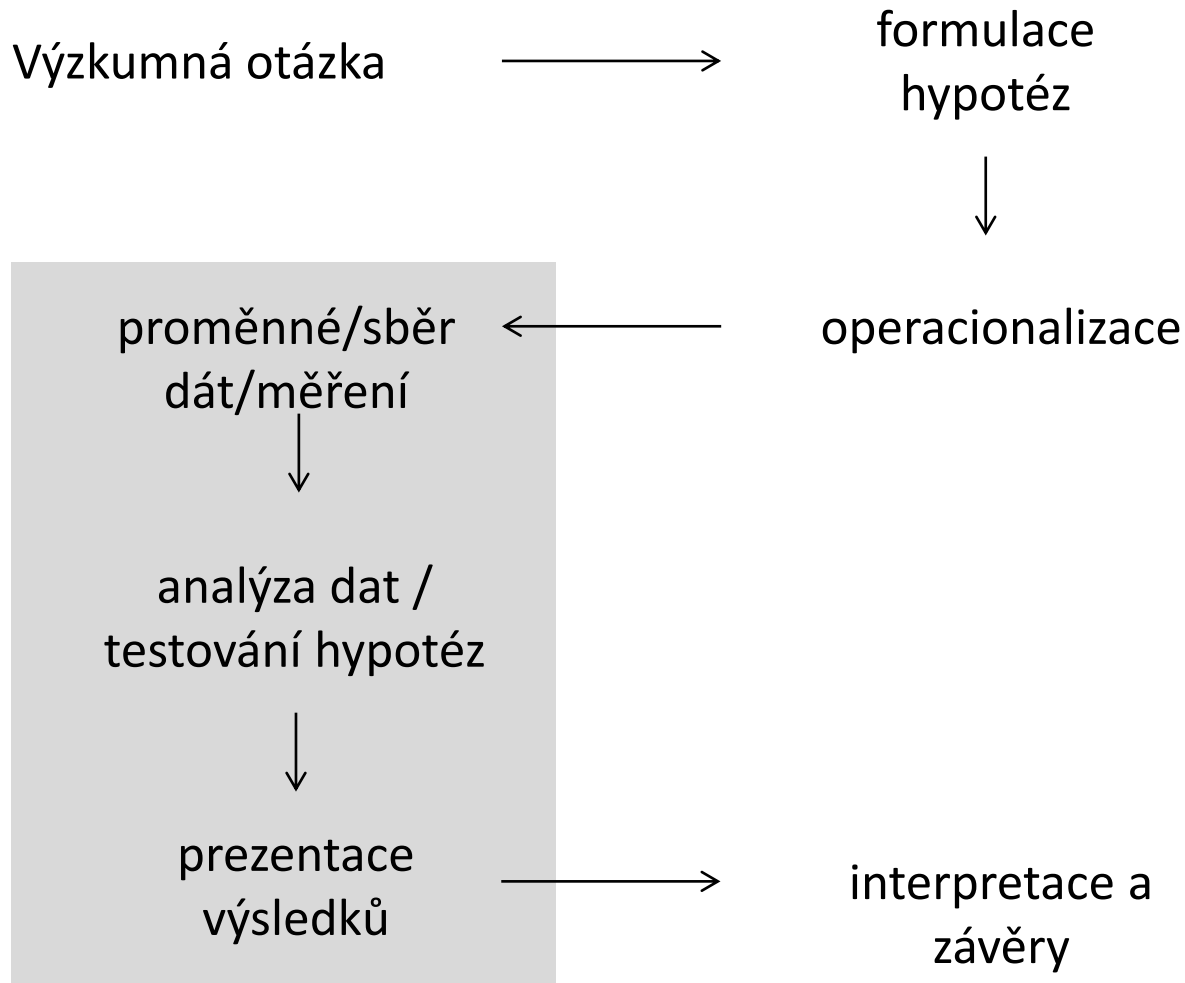 Výzkumná otázka
formulace
hypotéz
operacionalizace
proměnné/sběr
dát/měření
analýza dat /
testování hypotéz
prezentace
výsledků
interpretace a
závěry